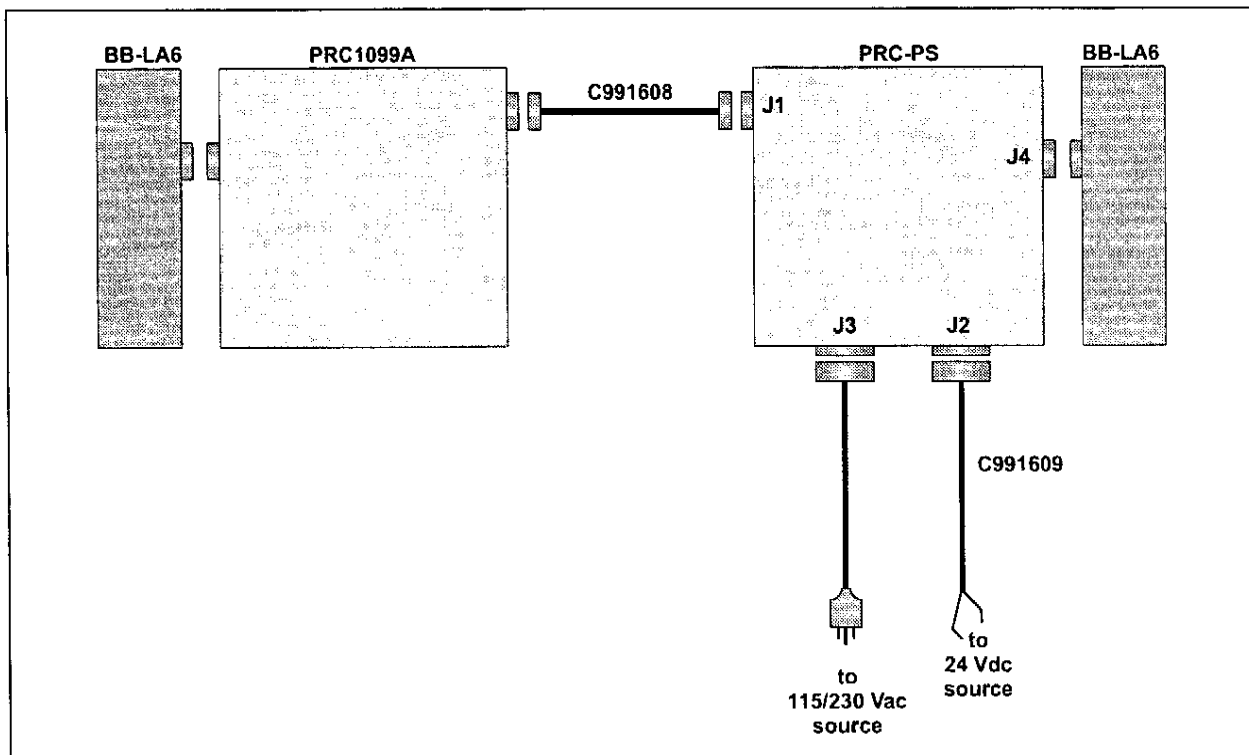 BB-LA6
PRC1099A
PRC-PS
BB-LA6
C991608
J1
J4
J3
J2
C991609
to
24 Vdc
source
to
115/230 Vac
source